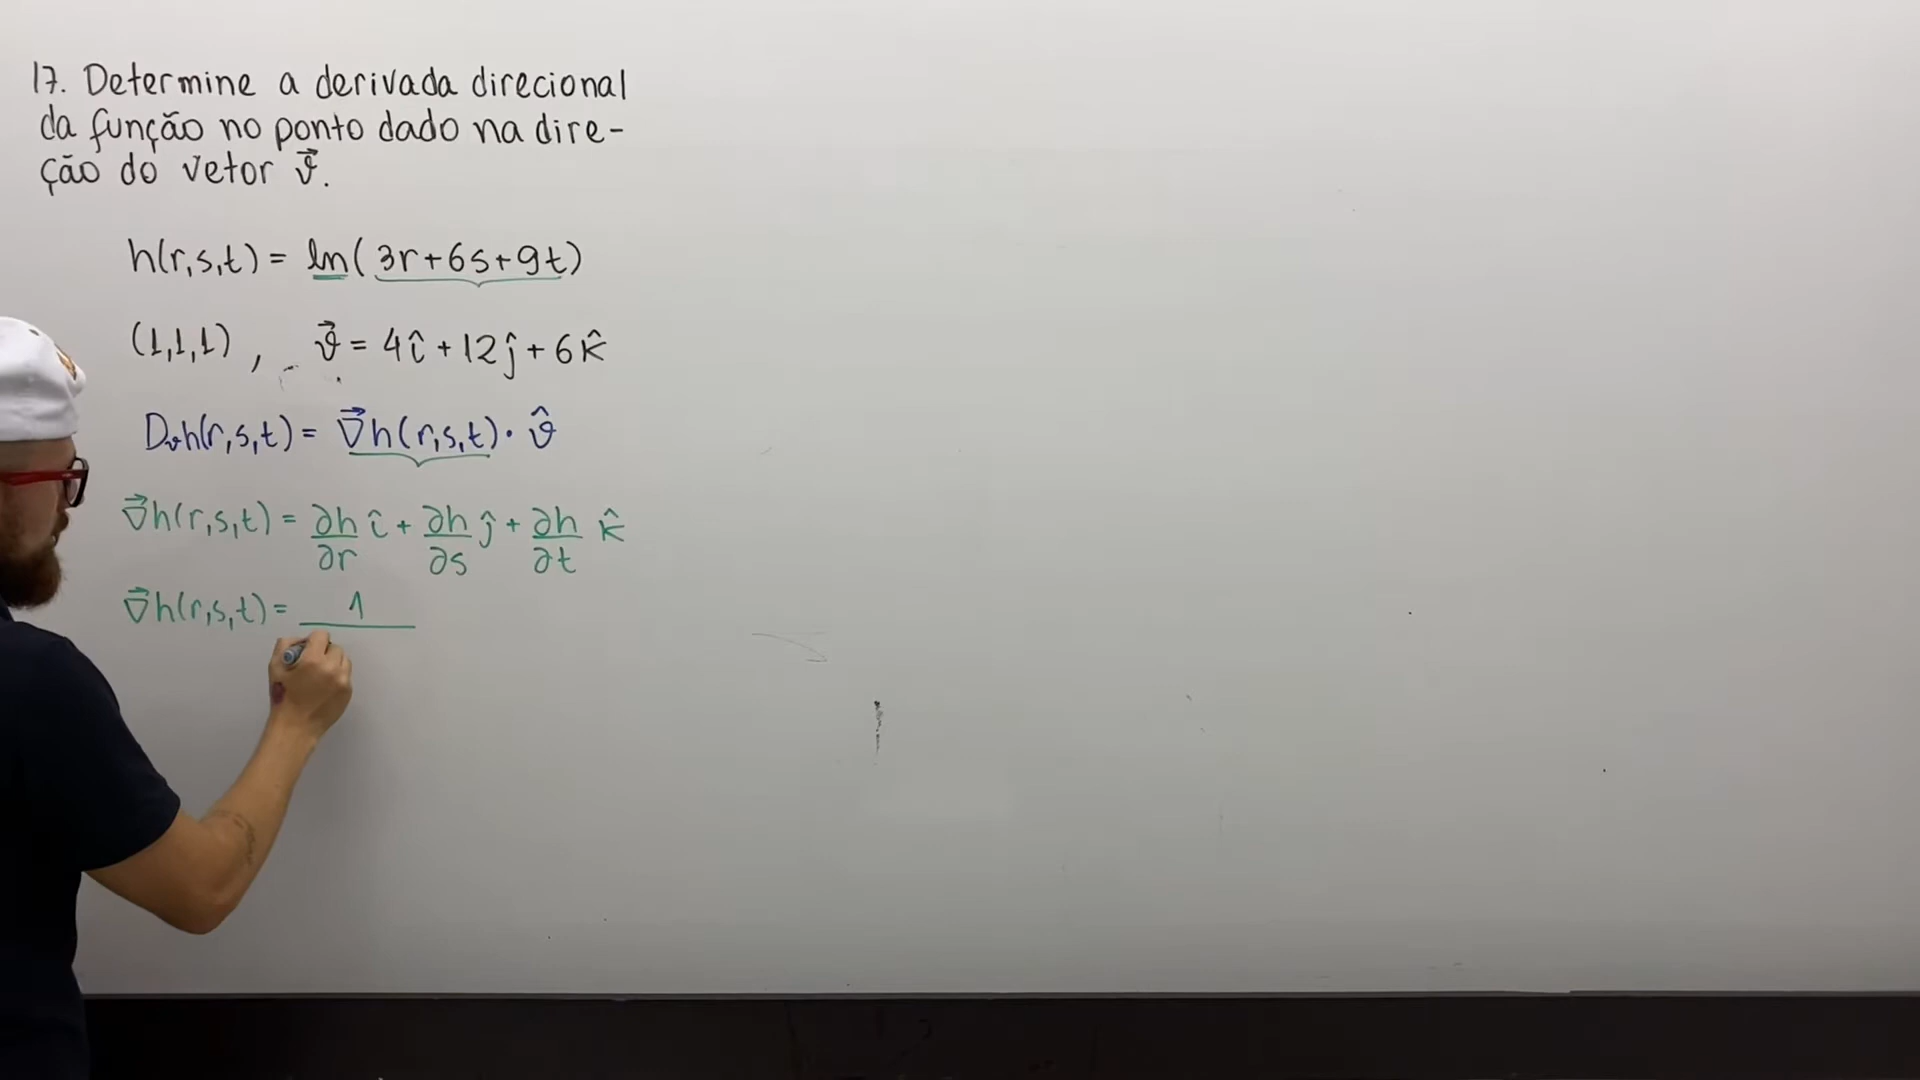 17. Determine a derivada direcional
da função no ponto dado na dire-
ção do vetor v⃗.
h(r,s,t) = ln(3r+6s+9t)
(1,1,1), v⃗ = 4î + 12ĵ + 6k̂
Dᵥh(r,s,t) = ∇⃗h(r,s,t) · v̂
∇⃗h(r,s,t) = ∂h/∂r î + ∂h/∂s ĵ + ∂h/∂t k̂
∇⃗h(r,s,t) = 1/